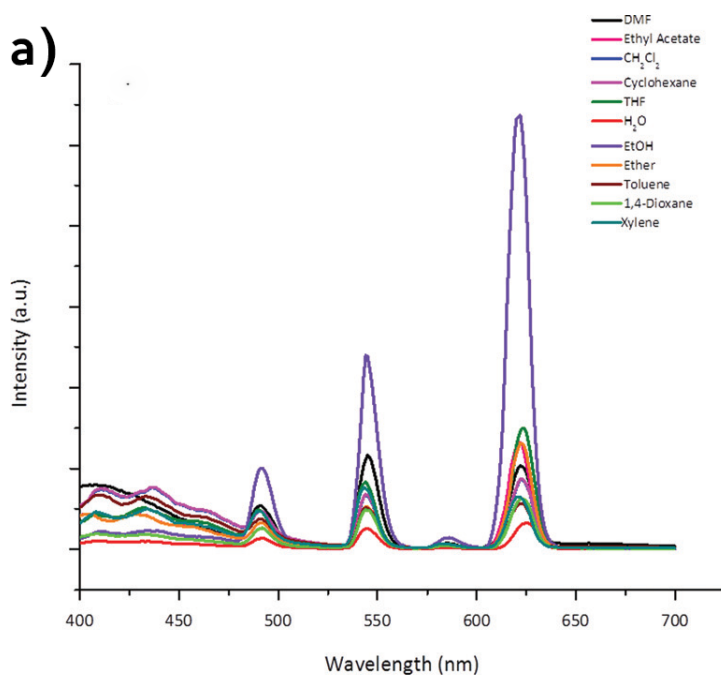 a)
DMF
Ethyl Acetate
CH₂Cl₂
Cyclohexane
THF
H₂O
EtOH
Ether
Toluene
1,4-Dioxane
Xylene
Intensity (a.u.)
400 450 500 550 600 650 700
Wavelength (nm)